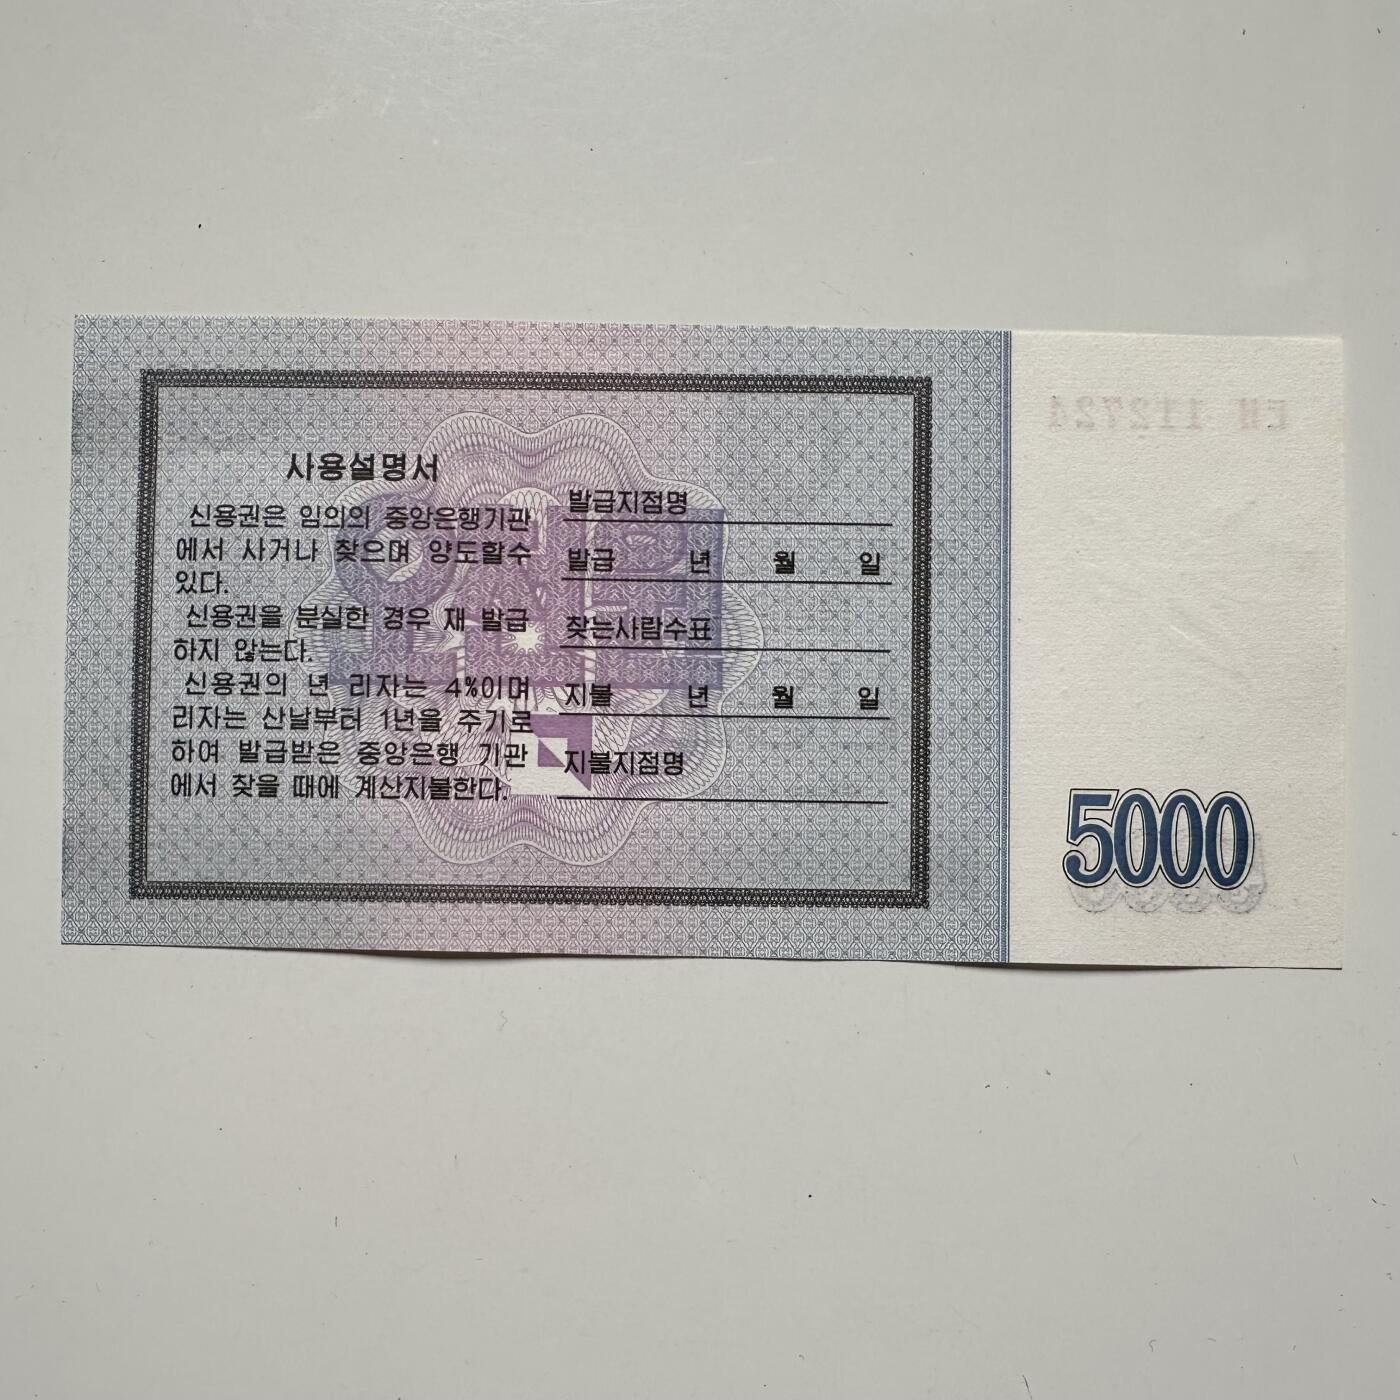 사용설명서
신용권은 임의의 중앙은행기관
에서 사거나 찾으며 양도할수
있다.
신용권을 분실한 경우 재 발급
하지 않는다.
신용권의 년 리자는 4%이며
리자는 산날부터 1년을 주기로
하여 발급받은 중앙은행 기관
에서 찾을 때에 계산지불한다.
발급지점명
발급 년 월 일
찾는사람수표
지불 년 월 일
지불지점명
EH 112724
5000